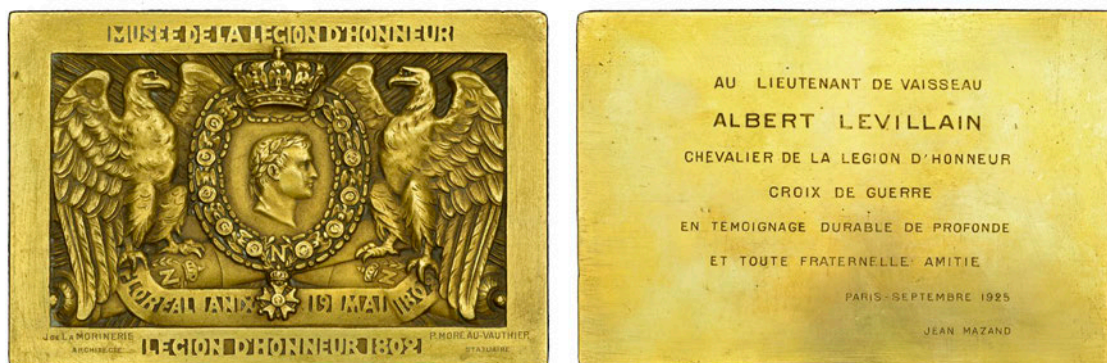 MUSEE DE LA LEGION D'HONNEUR
N
N
N
FLOREAL AN X 19 MAI
J. DE LA MORINERIE
ARCHITECTE
P. MOREAU-VAUTHIER
STATUAIRE
LEGION D'HONNEUR 1802
AU LIEUTENANT DE VAISSEAU
ALBERT LEVILLAIN
CHEVALIER DE LA LEGION D'HONNEUR
CROIX DE GUERRE
EN TEMOIGNAGE DURABLE DE PROFONDE
ET TOUTE FRATERNELLE AMITIE
PARIS-SEPTEMBRE 1925
JEAN MAZAND